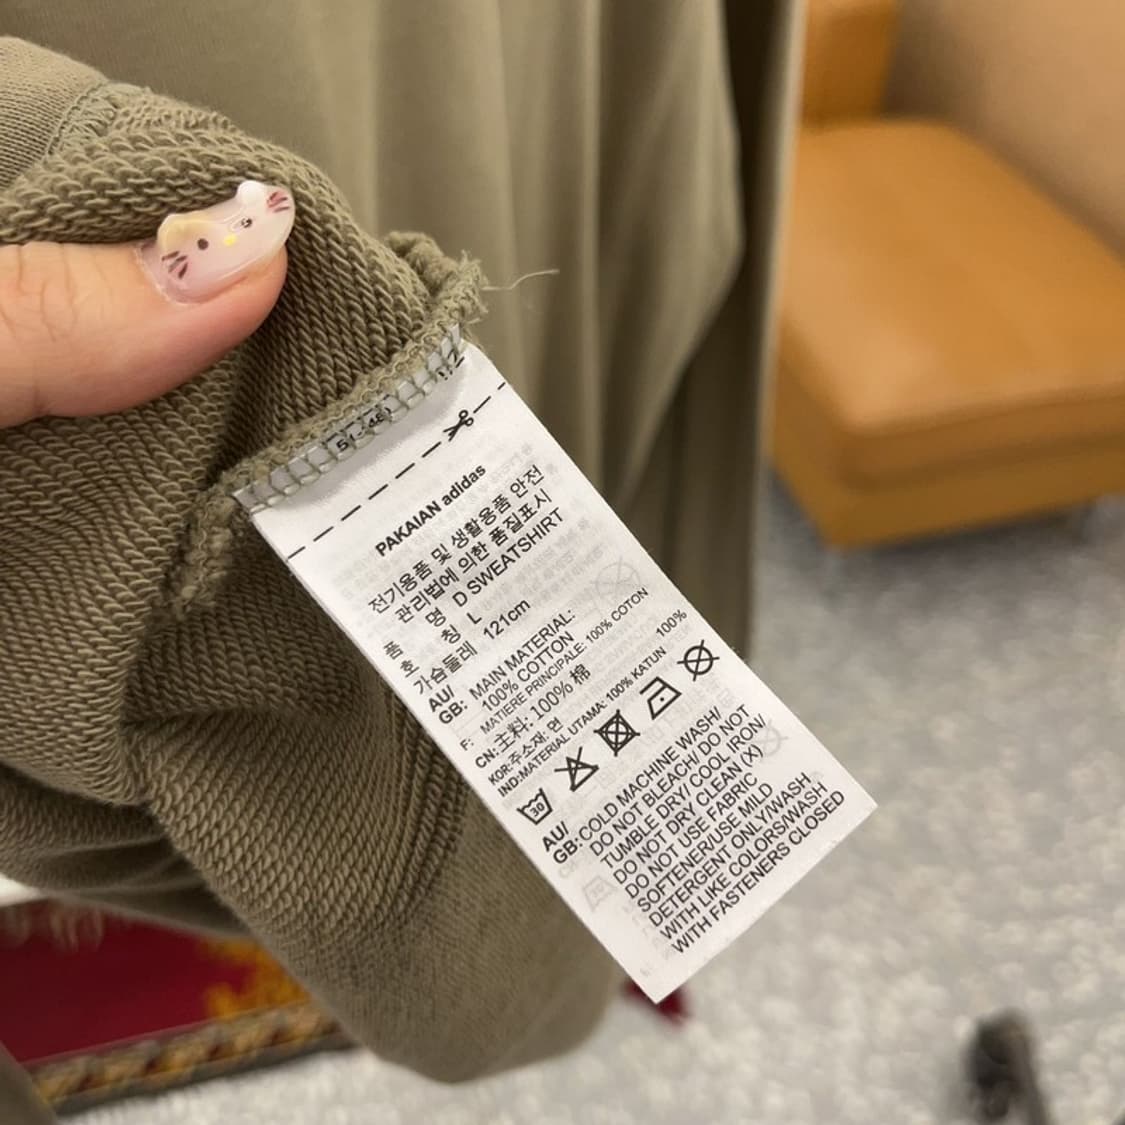 PAKAIAN adidas
전기용품 및 생활용품 안전
관리법에 의한 품질표시
품 명 D SWEATSHIRT
호 칭 L
가슴둘레 121cm
AU/
GB: MAIN MATERIAL:
100% COTTON
F: MATIERE PRINCIPALE: 100% COTON
CN:主料: 100% 棉
KOR:주소재: 면 100%
IND:MATERIAL UTAMA: 100% KATUN
30
AU/
GB:COLD MACHINE WASH/
DO NOT BLEACH/ DO NOT
TUMBLE DRY/ COOL IRON/
DO NOT DRY CLEAN (X)
DO NOT USE FABRIC
SOFTENER/USE MILD
DETERGENT ONLY/WASH
WITH LIKE COLORS/WASH
WITH FASTENERS CLOSED